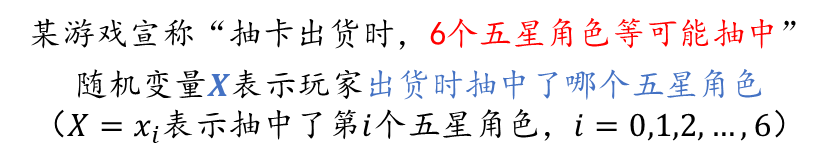 某游戏宣称“抽卡出货时，6个五星角色等可能抽中”
随机变量X表示玩家出货时抽中了哪个五星角色
（X = xᵢ表示抽中了第i个五星角色，i = 0,1,2, … , 6）